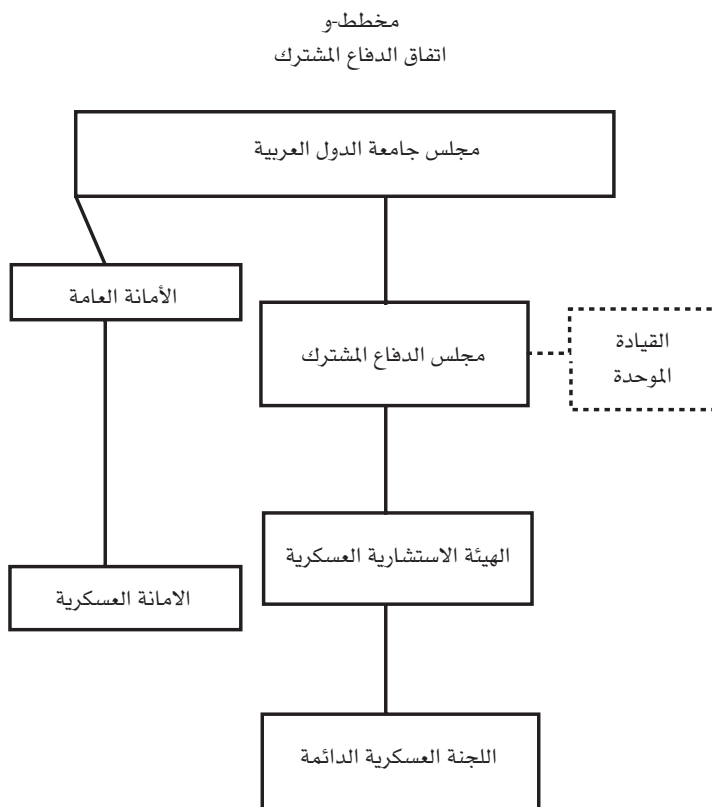 مخطط-و
اتفاق الدفاع المشترك
مجلس جامعة الدول العربية
الأمانة العامة
مجلس الدفاع المشترك
القيادة
الموحدة
الهيئة الاستشارية العسكرية
الامانة العسكرية
اللجنة العسكرية الدائمة